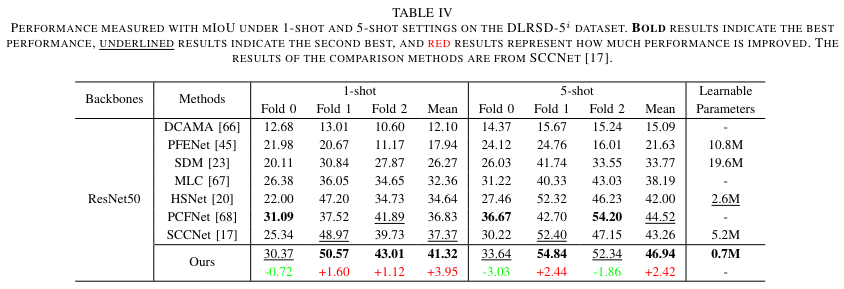 TABLE IV
PERFORMANCE MEASURED WITH MIOU UNDER 1-SHOT AND 5-SHOT SETTINGS ON THE DLRSD-5^i DATASET. BOLD RESULTS INDICATE THE BEST
PERFORMANCE, UNDERLINED RESULTS INDICATE THE SECOND BEST, AND RED RESULTS REPRESENT HOW MUCH PERFORMANCE IS IMPROVED. THE
RESULTS OF THE COMPARISON METHODS ARE FROM SCCNET [17].
Backbones Methods 1-shot 5-shot Learnable
Fold 0 Fold 1 Fold 2 Mean Fold 0 Fold 1 Fold 2 Mean Parameters
DCAMA [66] 12.68 13.01 10.60 12.10 14.37 15.67 15.24 15.09 -
PFENet [45] 21.98 20.67 11.17 17.94 24.12 24.76 16.01 21.63 10.8M
SDM [23] 20.11 30.84 27.87 26.27 26.03 41.74 33.55 33.77 19.6M
MLC [67] 26.38 36.05 34.65 32.36 31.22 40.33 43.03 38.19 -
ResNet50 HSNet [20] 22.00 47.20 34.73 34.64 27.46 52.32 46.23 42.00 2.6M
PCFNet [68] 31.09 37.52 41.89 36.83 36.67 42.70 54.20 44.52 -
SCCNet [17] 25.34 48.97 39.73 37.37 30.22 52.40 47.15 43.26 5.2M
Ours 30.37 50.57 43.01 41.32 33.64 54.84 52.34 46.94 0.7M
-0.72 +1.60 +1.12 +3.95 -3.03 +2.44 -1.86 +2.42 -